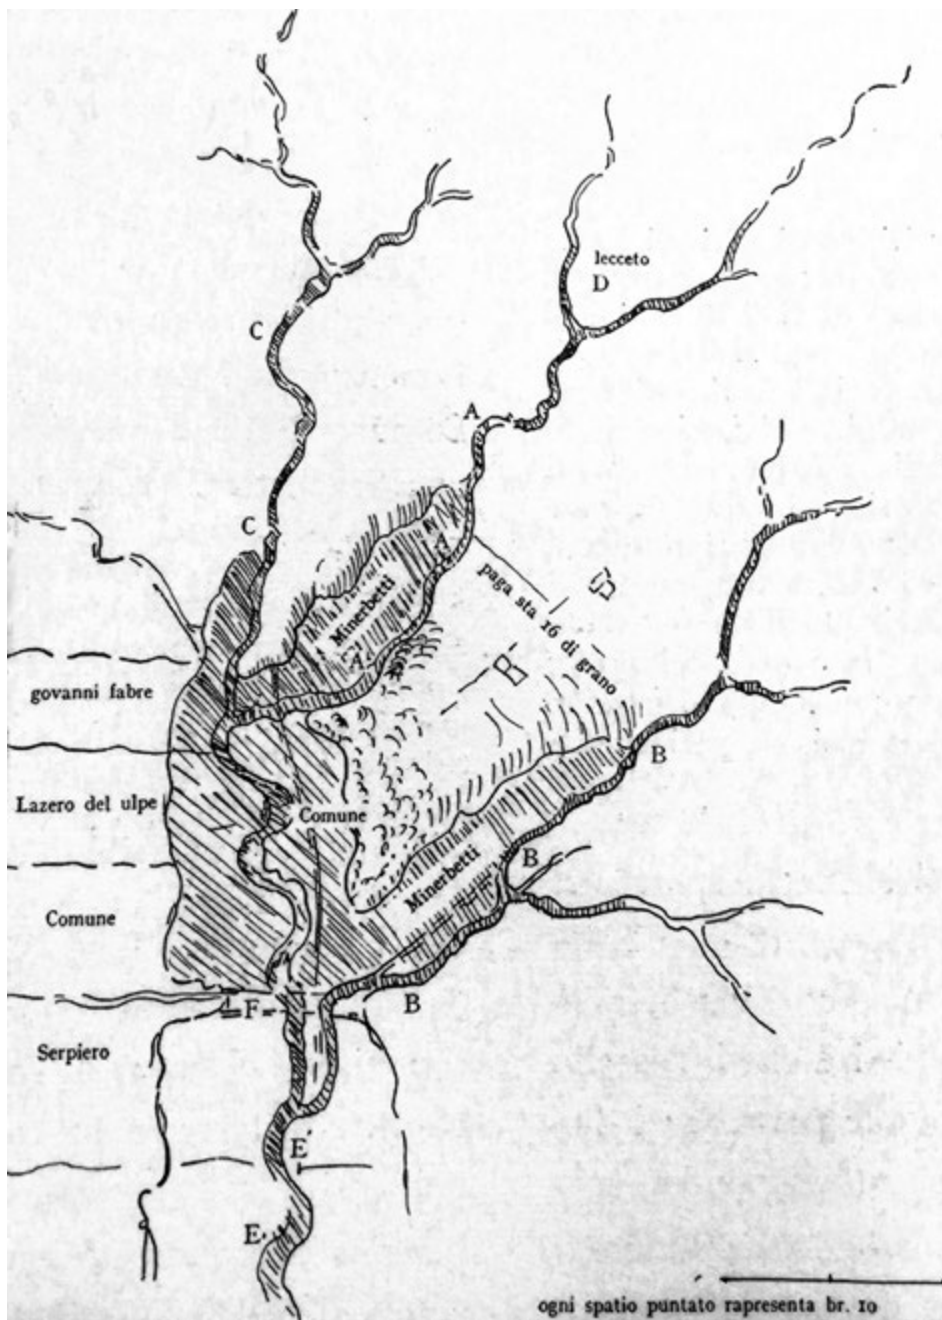 lecceto
D
C
A
C
A
Minerbetti
A
paga sta 16 di grano
govanni fabre
B
Lazero del ulpe
Comune
B
Minerbetti
Comune
B
F
Serpiero
E
E
ogni spatio puntato rapresenta br. 10